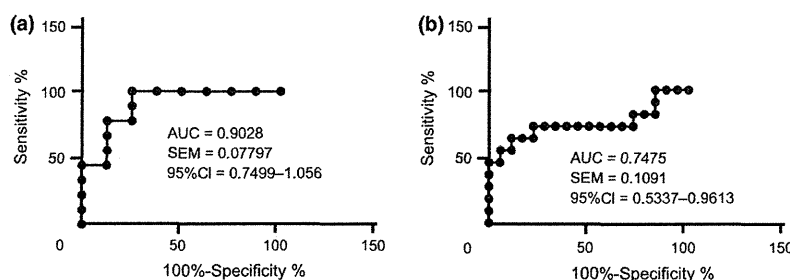 (a)
150
100
50
0
50
100
150
Sensitivity %
100%-Specificity %
AUC = 0.9028
SEM = 0.07797
95%CI = 0.7499–1.056
(b)
150
100
50
0
50
100
150
Sensitivity %
100%-Specificity %
AUC = 0.7475
SEM = 0.1091
95%CI = 0.5337–0.9613